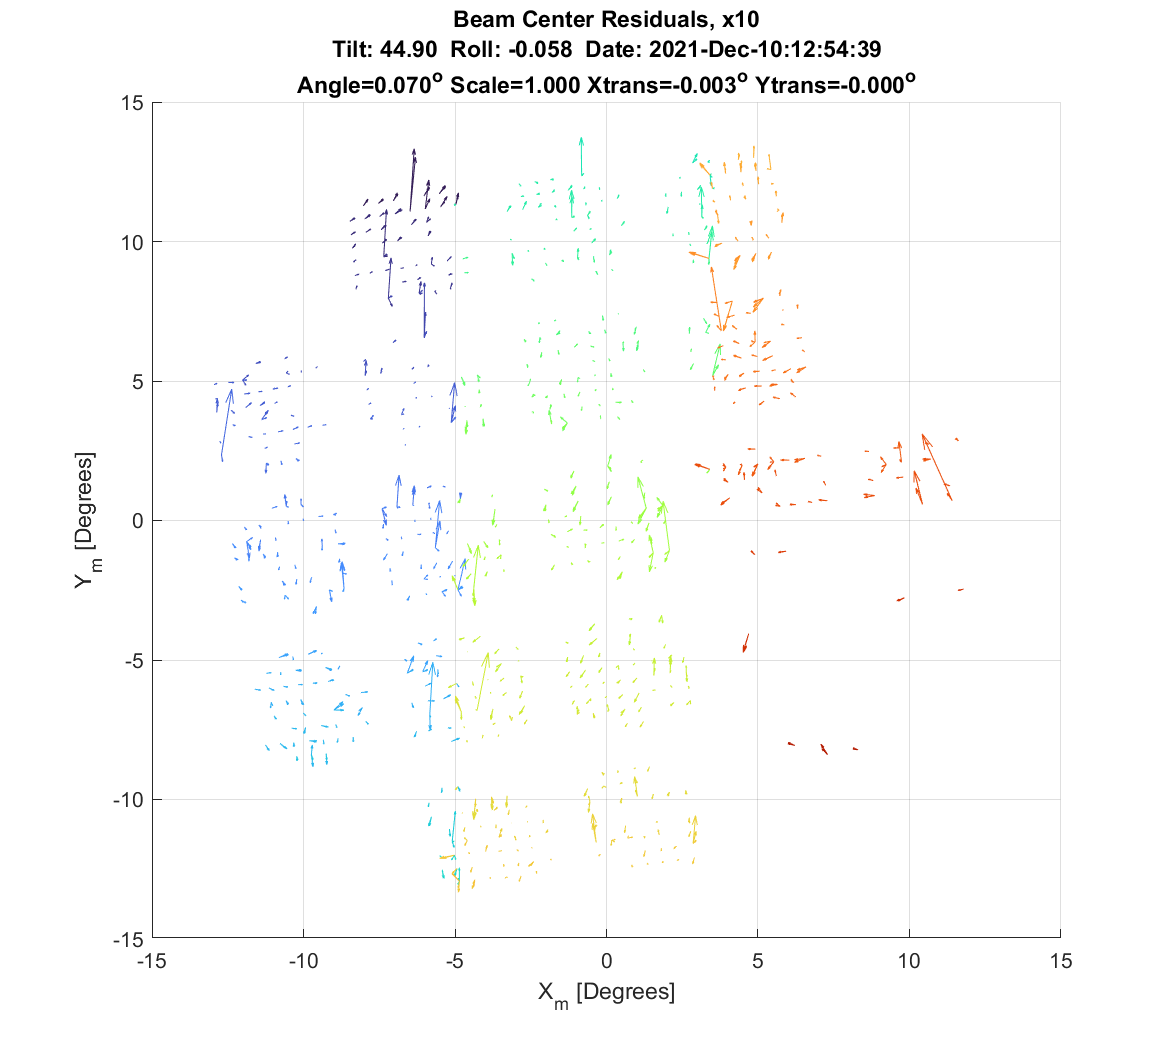 Beam Center Residuals, x10
Tilt: 44.90 Roll: -0.058 Date: 2021-Dec-10:12:54:39
Angle=0.070° Scale=1.000 Xtrans=-0.003° Ytrans=-0.000°
15
10
5
0
-5
-10
-15
Y_m [Degrees]
-15 -10 -5 0 5 10 15
X_m [Degrees]